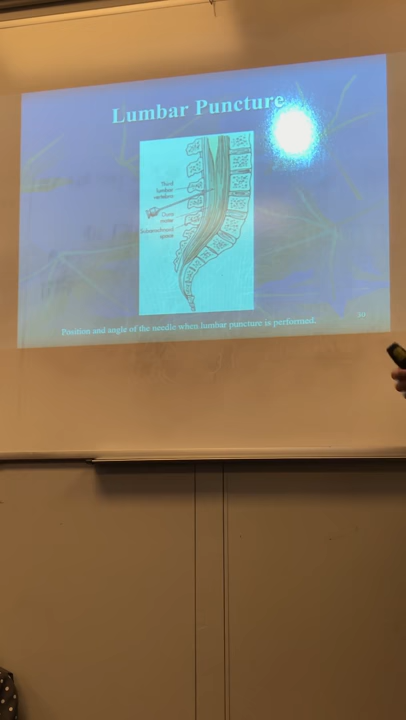 Lumbar Puncture
Third
lumbar
vertebra
Dura
mater
Subarachnoid
space
Position and angle of the needle when lumbar puncture is performed.